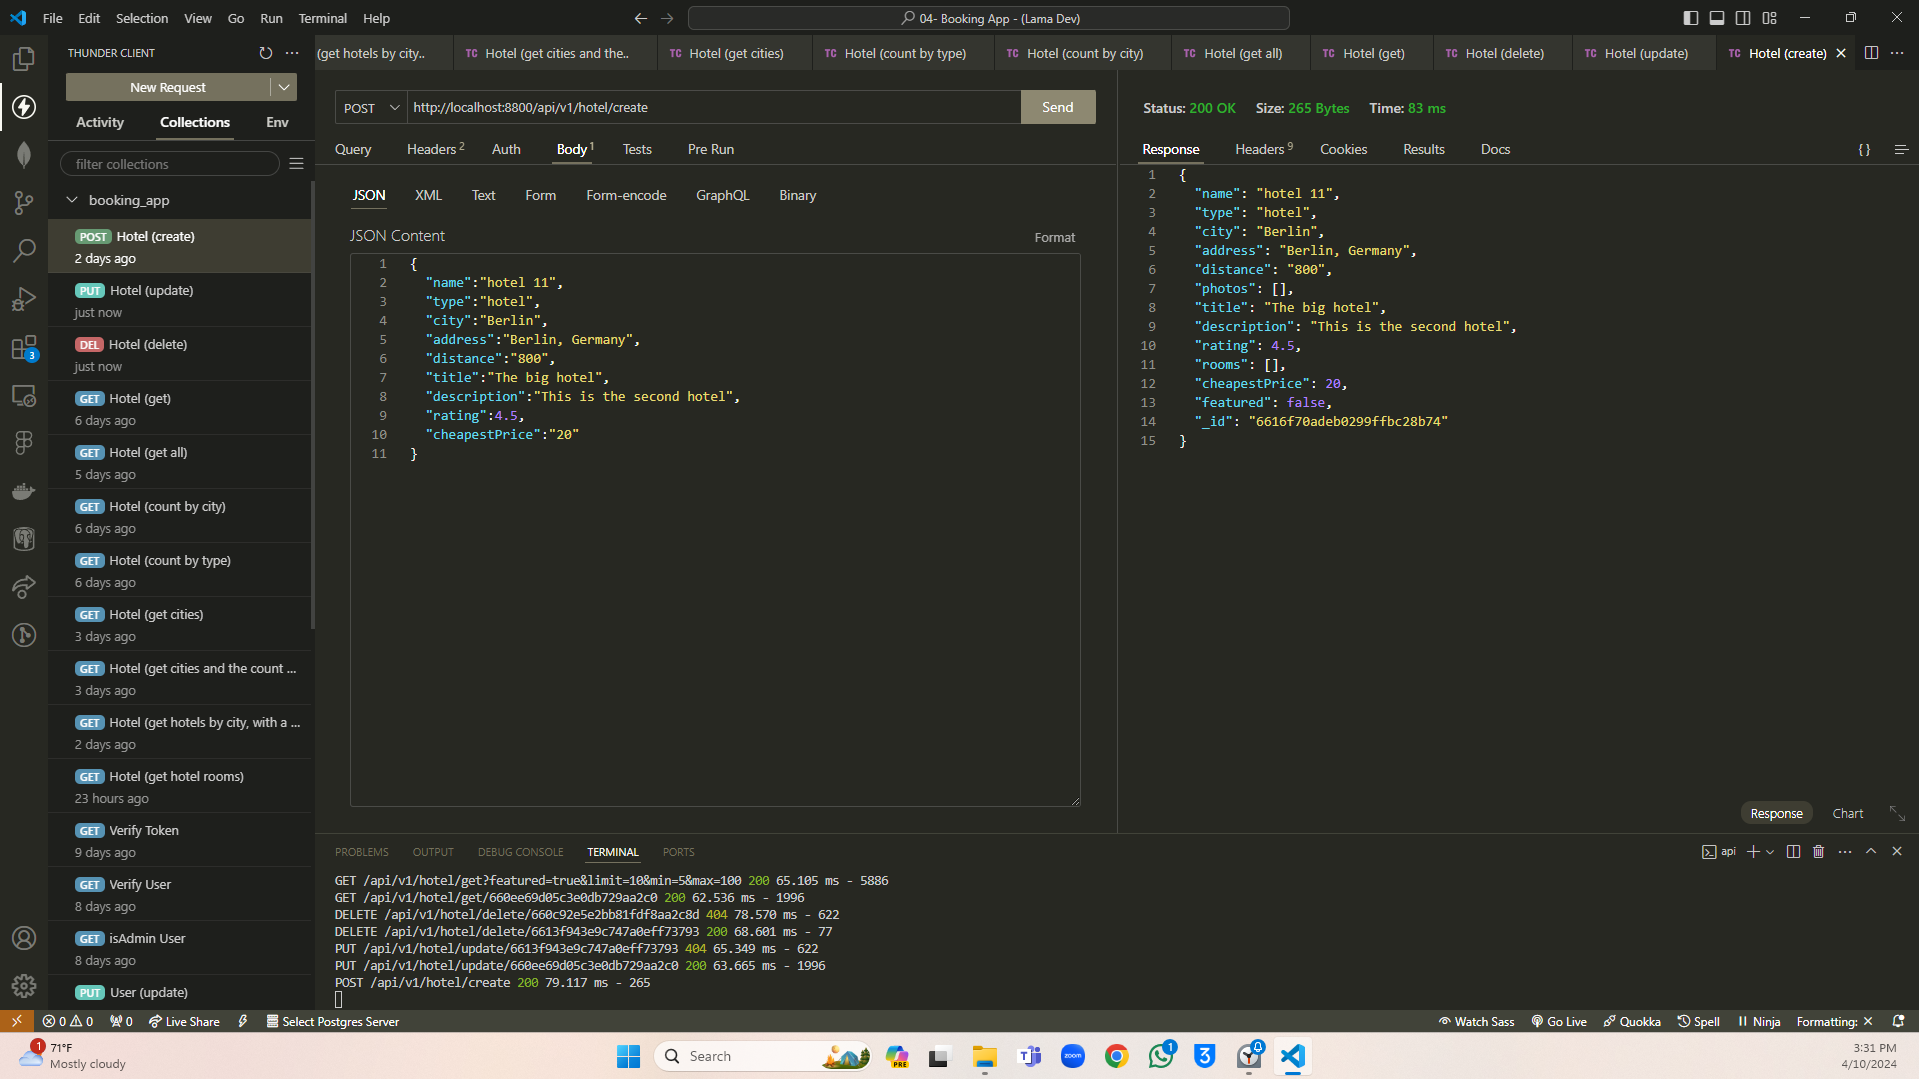 File Edit Selection View Go Run Terminal Help
04- Booking App - (Lama Dev)
THUNDER CLIENT
New Request
Activity Collections Env
filter collections
booking_app
POST Hotel (create)
2 days ago
PUT Hotel (update)
just now
DEL Hotel (delete)
just now
GET Hotel (get)
6 days ago
GET Hotel (get all)
5 days ago
GET Hotel (count by city)
6 days ago
GET Hotel (count by type)
6 days ago
GET Hotel (get cities)
3 days ago
GET Hotel (get cities and the count ...
3 days ago
GET Hotel (get hotels by city, with a ...
2 days ago
GET Hotel (get hotel rooms)
23 hours ago
GET Verify Token
9 days ago
GET Verify User
8 days ago
GET isAdmin User
8 days ago
PUT User (update)
3
(get hotels by city.. TC Hotel (get cities and the.. TC Hotel (get cities) TC Hotel (count by type) TC Hotel (count by city) TC Hotel (get all) TC Hotel (get) TC Hotel (delete) TC Hotel (update) TC Hotel (create)
POST http://localhost:8800/api/v1/hotel/create Send
Query Headers 2 Auth Body 1 Tests Pre Run
JSON XML Text Form Form-encode GraphQL Binary
JSON Content Format
1 {
2 "name":"hotel 11",
3 "type":"hotel",
4 "city":"Berlin",
5 "address":"Berlin, Germany",
6 "distance":"800",
7 "title":"The big hotel",
8 "description":"This is the second hotel",
9 "rating":4.5,
10 "cheapestPrice":"20"
11 }
Status: 200 OK Size: 265 Bytes Time: 83 ms
Response Headers 9 Cookies Results Docs { }
1 {
2 "name": "hotel 11",
3 "type": "hotel",
4 "city": "Berlin",
5 "address": "Berlin, Germany",
6 "distance": "800",
7 "photos": [],
8 "title": "The big hotel",
9 "description": "This is the second hotel",
10 "rating": 4.5,
11 "rooms": [],
12 "cheapestPrice": 20,
13 "featured": false,
14 "_id": "6616f70adeb0299ffbc28b74"
15 }
Response Chart
PROBLEMS OUTPUT DEBUG CONSOLE TERMINAL PORTS
api
GET /api/v1/hotel/get?featured=true&limit=10&min=5&max=100 200 65.105 ms - 5886
GET /api/v1/hotel/get/660ee69d05c3e0db729aa2c0 200 62.536 ms - 1996
DELETE /api/v1/hotel/delete/660c92e5e2bb81fdf8aa2c8d 404 78.570 ms - 622
DELETE /api/v1/hotel/delete/6613f943e9c747a0eff73793 200 68.601 ms - 77
PUT /api/v1/hotel/update/6613f943e9c747a0eff73793 404 65.349 ms - 622
PUT /api/v1/hotel/update/660ee69d05c3e0db729aa2c0 200 63.665 ms - 1996
POST /api/v1/hotel/create 200 79.117 ms - 265
0 0 0 Live Share Select Postgres Server Watch Sass Go Live Quokka Spell Ninja Formatting:
1
71°F
Mostly cloudy
Search
PRE
zoom
1
3
3:31 PM
4/10/2024